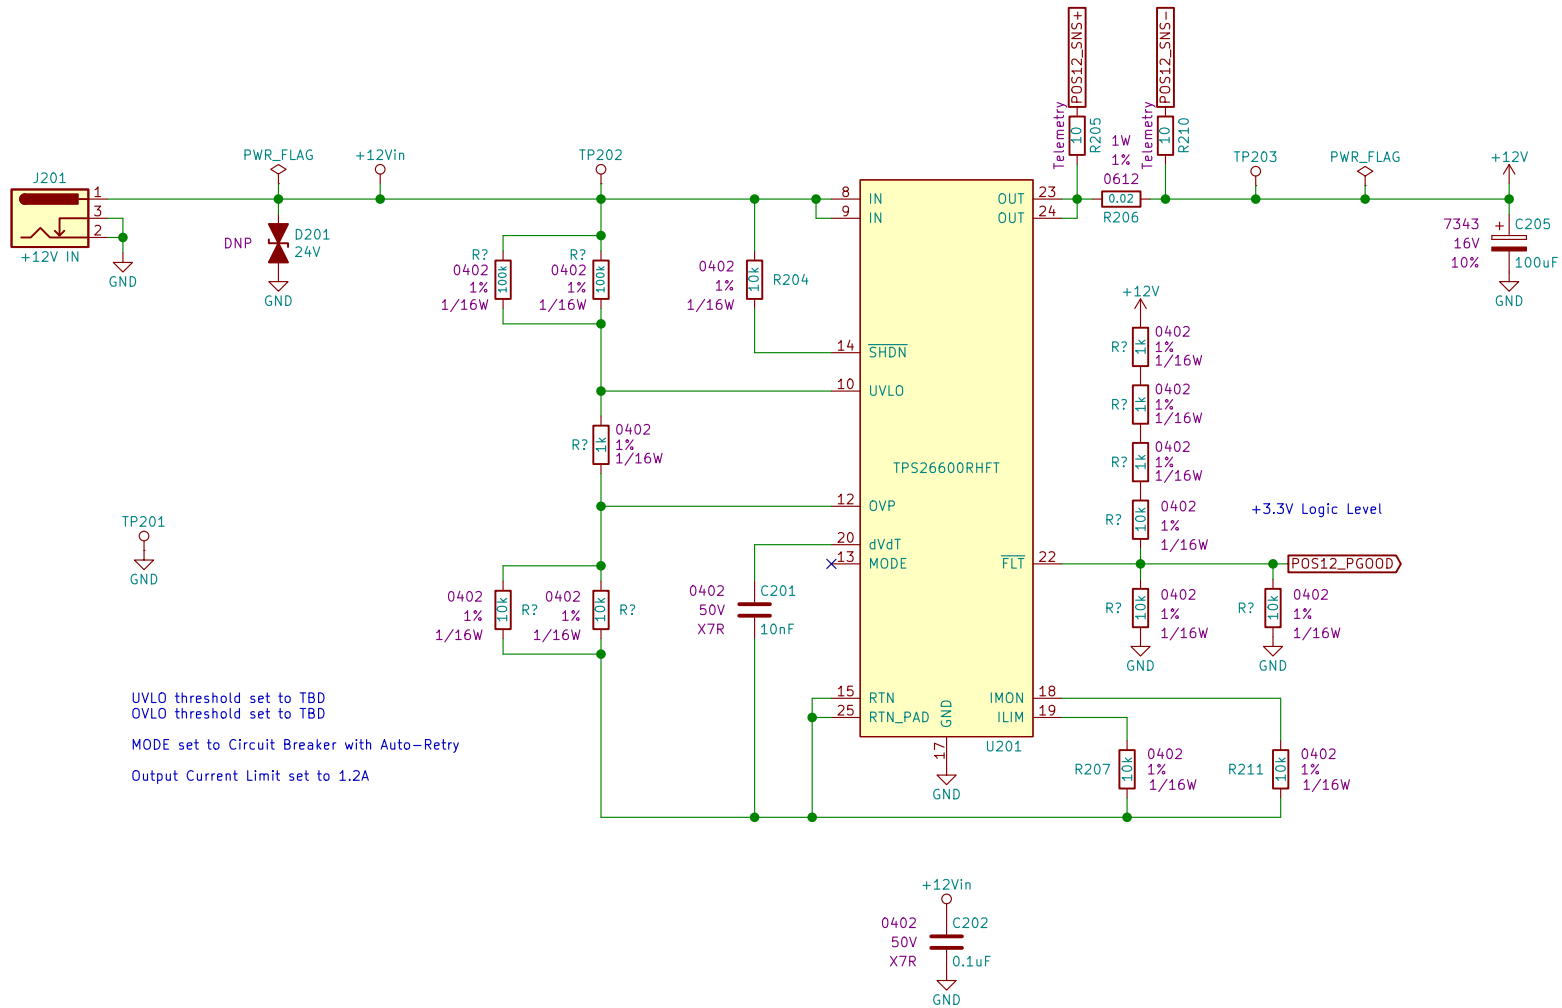 POS12_SNS+
POS12_SNS-
Telemetry
10
R205
Telemetry
10
R210
1W
1%
0612
0.02
R206
PWR_FLAG
+12Vin
TP202
TP203
PWR_FLAG
+12V
J201
1
3
2
+12V IN
GND
DNP
D201
24V
GND
8
IN
9
IN
OUT
23
OUT
24
7343
16V
10%
+
C205
100uF
GND
R?
0402
1%
1/16W
100k
R?
0402
1%
1/16W
100k
0402
1%
1/16W
10k
R204
14
SHDN
10
UVLO
R?
1k
0402
1%
1/16W
TPS26600RHFT
12
OVP
20
dVdT
13
MODE
FLT
22
+12V
R?
1k
0402
1%
1/16W
R?
1k
0402
1%
1/16W
R?
1k
0402
1%
1/16W
R?
10k
0402
1%
1/16W
+3.3V Logic Level
POS12_PGOOD
TP201
GND
0402
1%
1/16W
10k
R?
0402
1%
1/16W
10k
R?
0402
50V
X7R
C201
10nF
R?
10k
0402
1%
1/16W
GND
R?
10k
0402
1%
1/16W
GND
UVLO threshold set to TBD
OVLO threshold set to TBD
MODE set to Circuit Breaker with Auto-Retry
Output Current Limit set to 1.2A
15
RTN
25
RTN_PAD
GND
17
IMON
18
ILIM
19
U201
GND
R207
10k
0402
1%
1/16W
R211
10k
0402
1%
1/16W
+12Vin
0402
50V
X7R
C202
0.1uF
GND